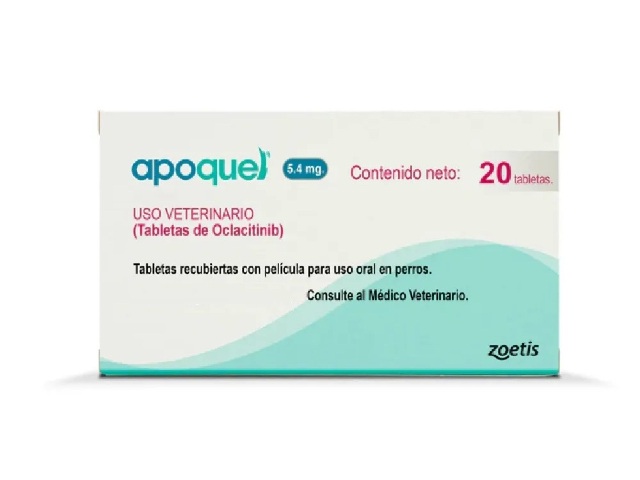 apoquel 5.4 mg. Contenido neto: 20 tabletas.
USO VETERINARIO
(Tabletas de Oclacitinib)
Tabletas recubiertas con película para uso oral en perros.
Consulte al Médico Veterinario.
zoetis